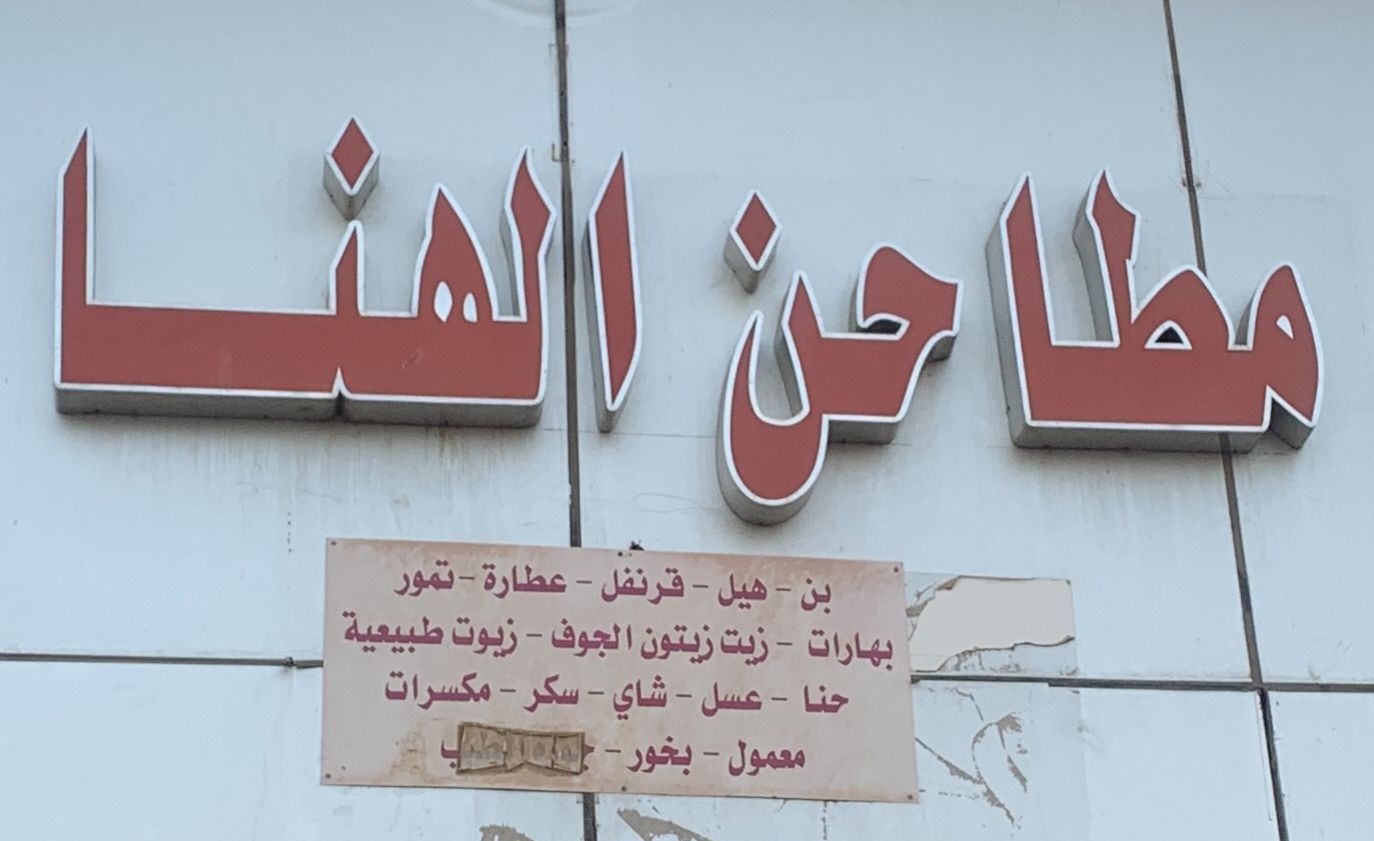 مطاحن الهنا
بن - هيل - قرنفل - عطارة - تمور
بهارات - زيت زيتون الجوف - زيوت طبيعية
حنا - عسل - شاي - سكر - مكسرات
معمول - بخور -